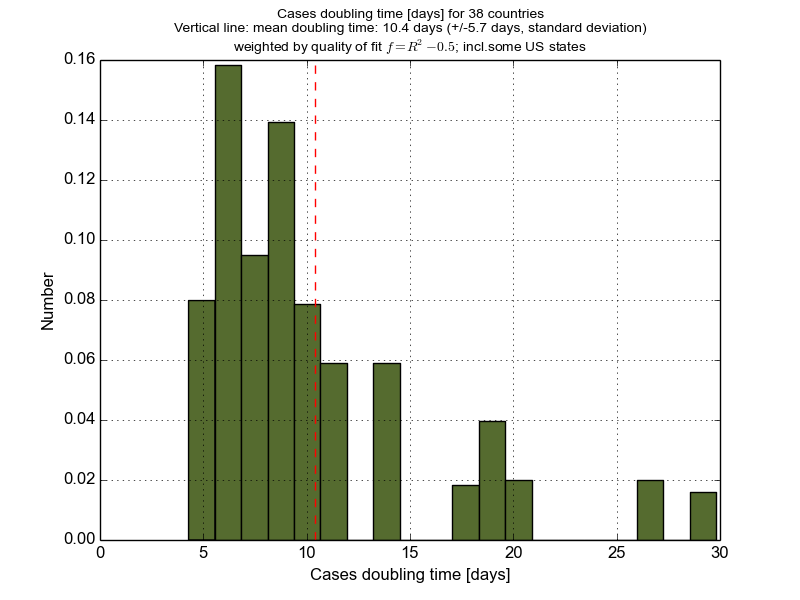 Cases doubling time [days] for 38 countries
Vertical line: mean doubling time: 10.4 days (+/-5.7 days, standard deviation)
weighted by quality of fit f=R² −0.5; incl.some US states
0.16
0.14
0.12
0.10
0.08
0.06
0.04
0.02
0.00
Number
0 5 10 15 20 25 30
Cases doubling time [days]